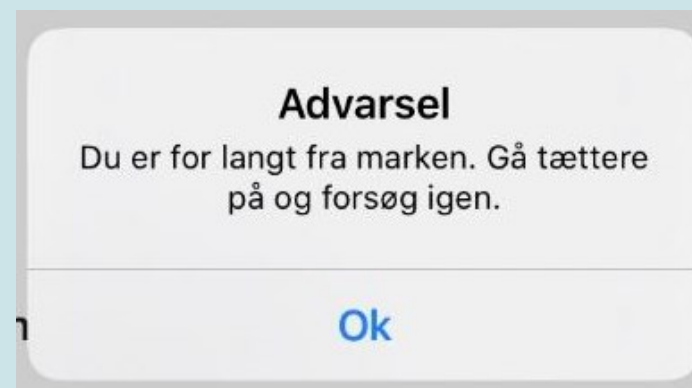 Advarsel
Du er for langt fra marken. Gå tættere
på og forsøg igen.
Ok